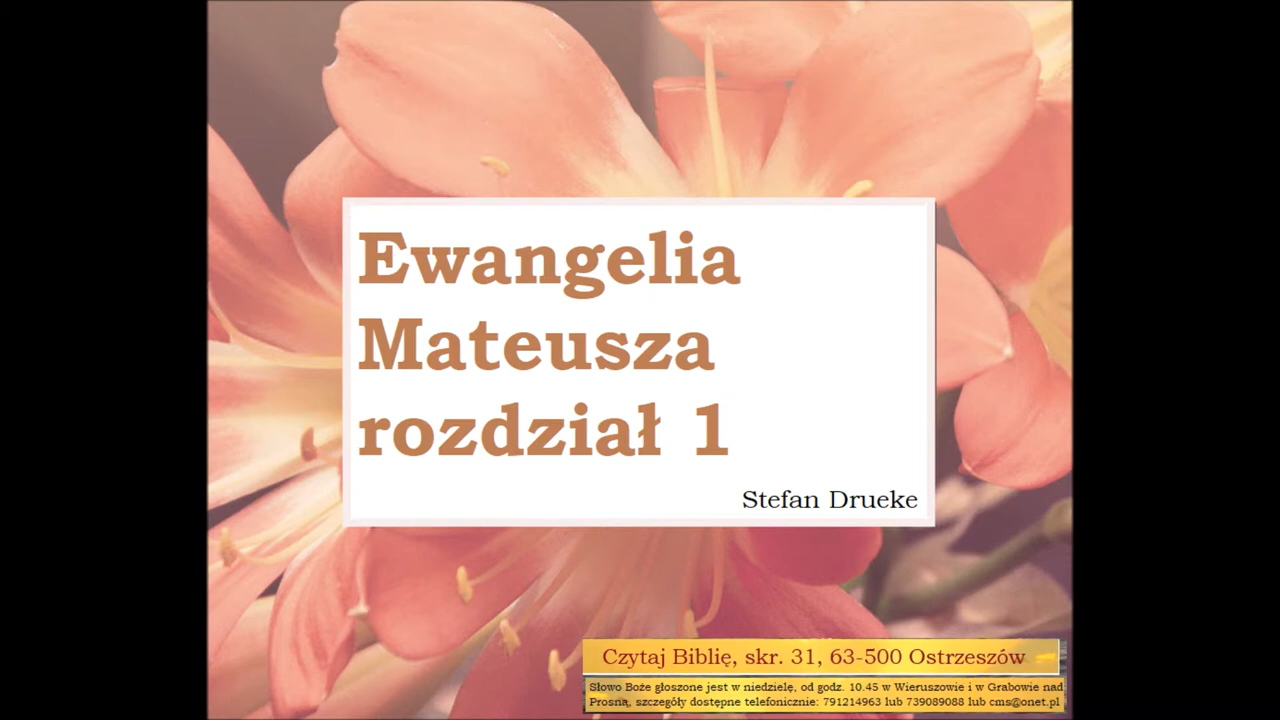 Ewangelia
Mateusza
rozdział 1
Stefan Drueke
Czytaj Biblię, skr. 31, 63-500 Ostrzeszów
Słowo Boże głoszone jest w niedzielę, od godz. 10.45 w Wieruszowie i w Grabowie nad
Prosną, szczegóły dostępne telefonicznie: 791214963 lub 739089088 lub cms@onet.pl